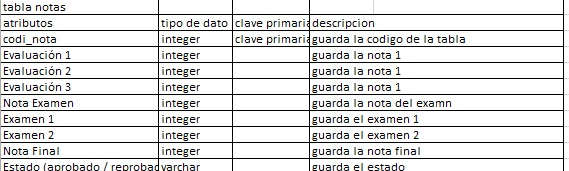 tabla notas
atributos tipo de dato clave primaria descripcion
codi_nota integer clave primaria guarda la codigo de la tabla
Evaluación 1 integer guarda la nota 1
Evaluación 2 integer guarda la nota 1
Evaluación 3 integer guarda la nota 1
Nota Examen integer guarda la nota del examn
Examen 1 integer guarda el examen 1
Examen 2 integer guarda el examen 2
Nota Final integer guarda la nota final
Estado (aprobado / reprobad varchar guarda el estado